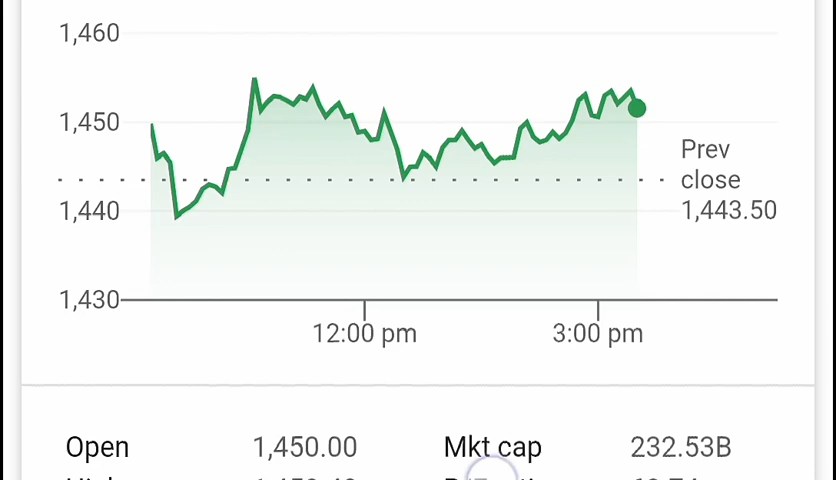 1,460
1,450
Prev
close
1,443.50
1,440
1,430
12:00 pm 3:00 pm
Open 1,450.00 Mkt cap 232.53B